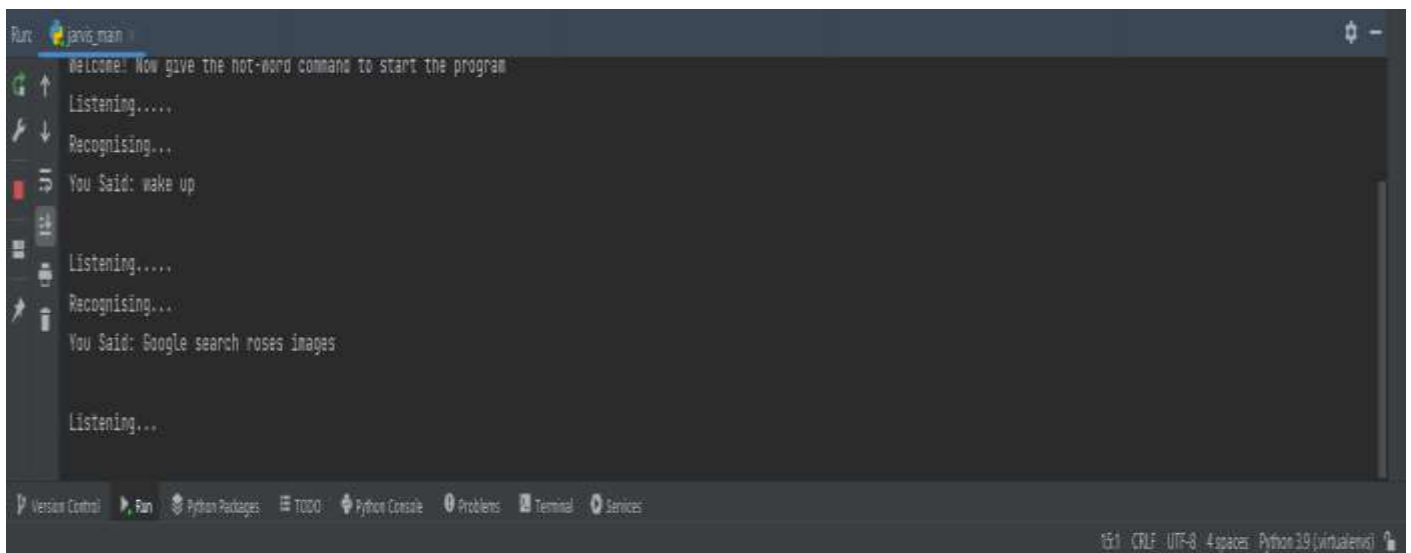 Run: jarvis_main
Welcome! Now give the hot-word command to start the program
Listening.....
Recognising...
You Said: wake up
Listening.....
Recognising...
You Said: Google search roses images
Listening...
Version Control Run Python Packages TODO Python Console Problems Terminal Services
15:1 CRLF UTF-8 4 spaces Python 3.9 (virtualenvs)